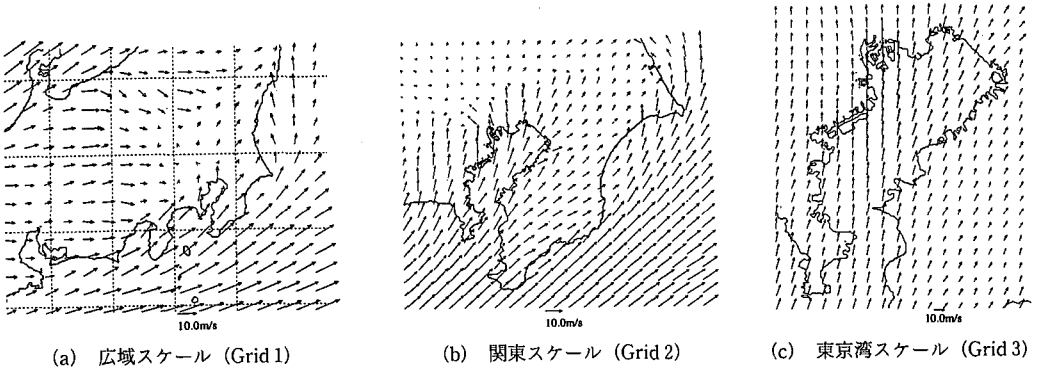 10.0m/s
10.0m/s
10.0m/s
(a) 広域スケール (Grid 1)
(b) 関東スケール (Grid 2)
(c) 東京湾スケール (Grid 3)